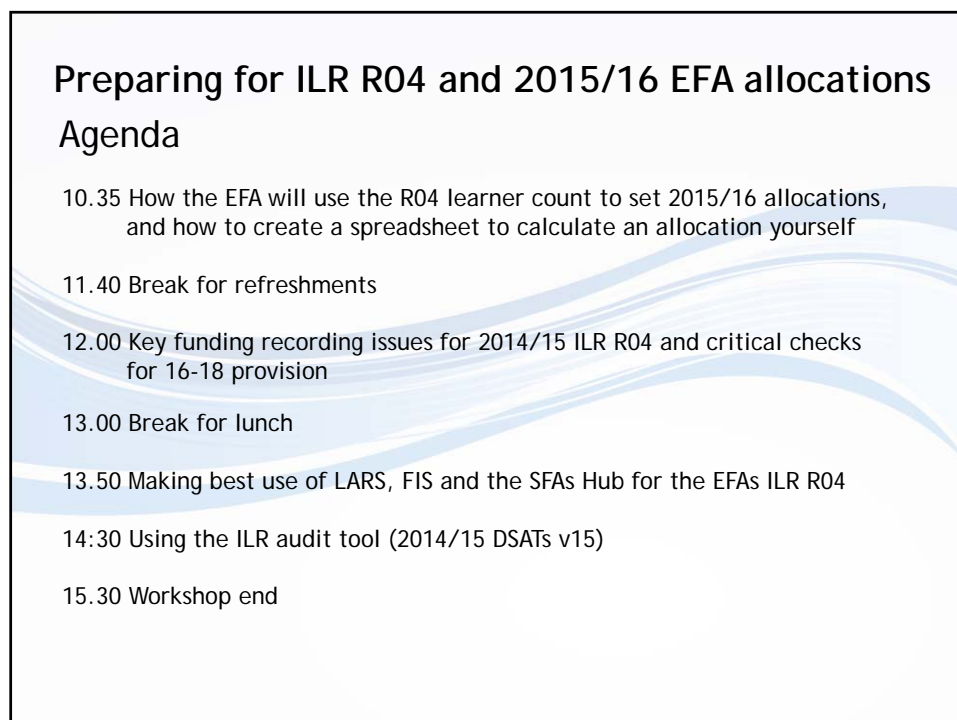 Preparing for ILR R04 and 2015/16 EFA allocations
Agenda
10.35 How the EFA will use the R04 learner count to set 2015/16 allocations,
and how to create a spreadsheet to calculate an allocation yourself
11.40 Break for refreshments
12.00 Key funding recording issues for 2014/15 ILR R04 and critical checks
for 16-18 provision
13.00 Break for lunch
13.50 Making best use of LARS, FIS and the SFAs Hub for the EFAs ILR R04
14:30 Using the ILR audit tool (2014/15 DSATs v15)
15.30 Workshop end